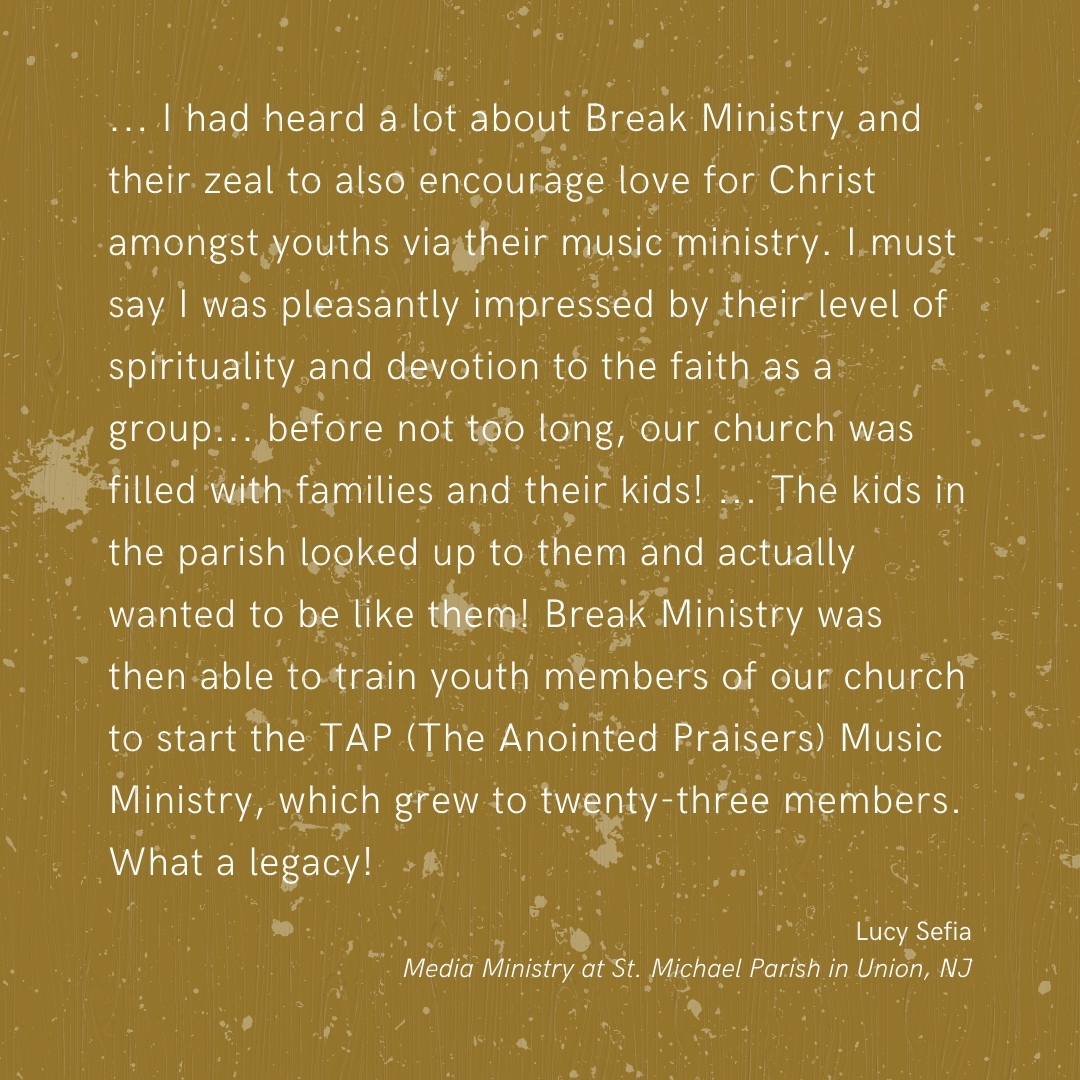 ... I had heard a lot about Break Ministry and
their zeal to also encourage love for Christ
amongst youths via their music ministry. I must
say I was pleasantly impressed by their level of
spirituality and devotion to the faith as a
group... before not too long, our church was
filled with families and their kids! ... The kids in
the parish looked up to them and actually
wanted to be like them! Break Ministry was
then able to train youth members of our church
to start the TAP (The Anointed Praisers) Music
Ministry, which grew to twenty-three members.
What a legacy!
Lucy Sefia
Media Ministry at St. Michael Parish in Union, NJ